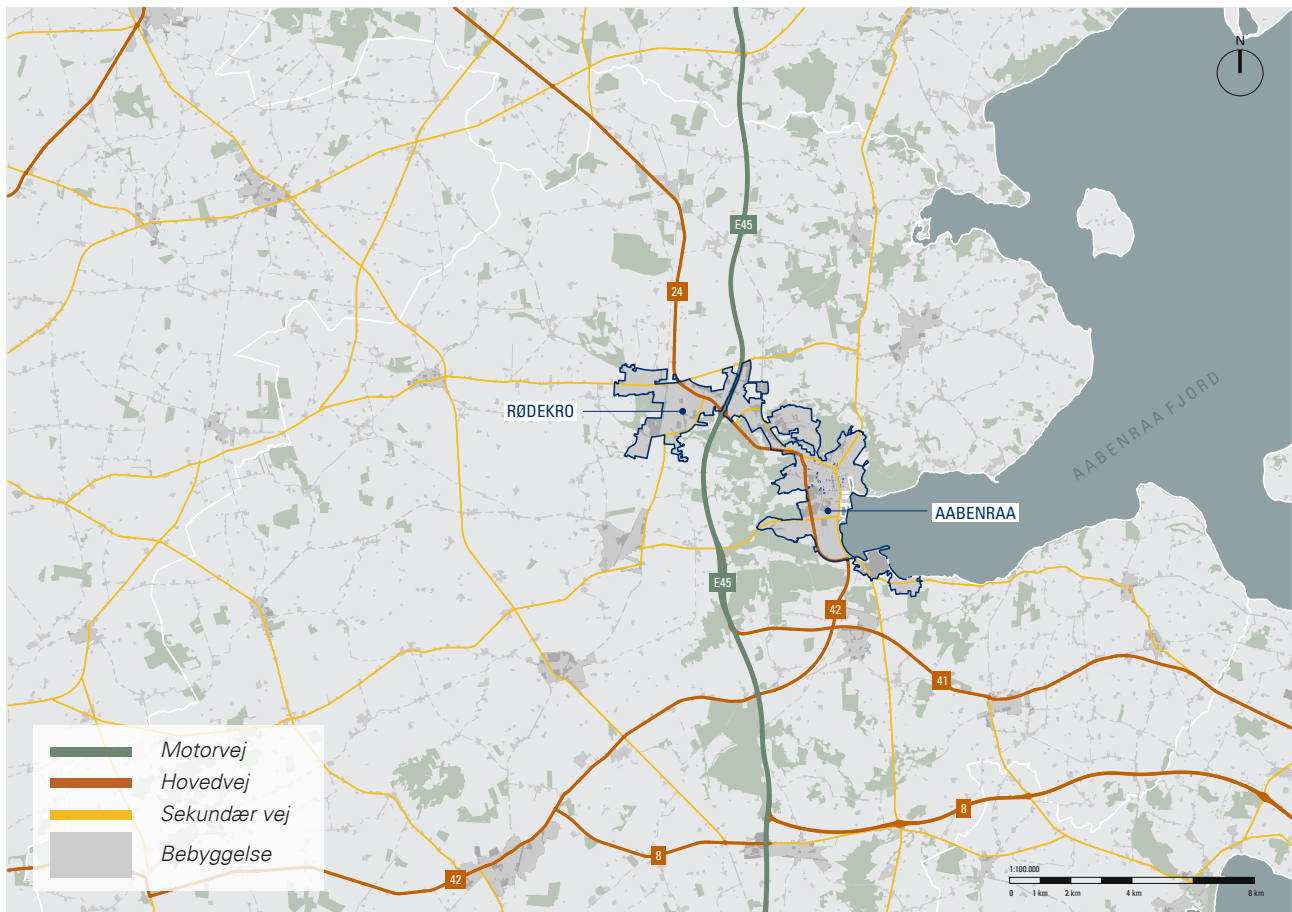 N
E45
24
RØDEKRO
AABENRAA FJORD
AABENRAA
E45
42
41
Motorvej
Hovedvej
Sekundær vej
Bebyggelse
8
8
42
1:100.000
0 1 km 2 km 4 km 8 km